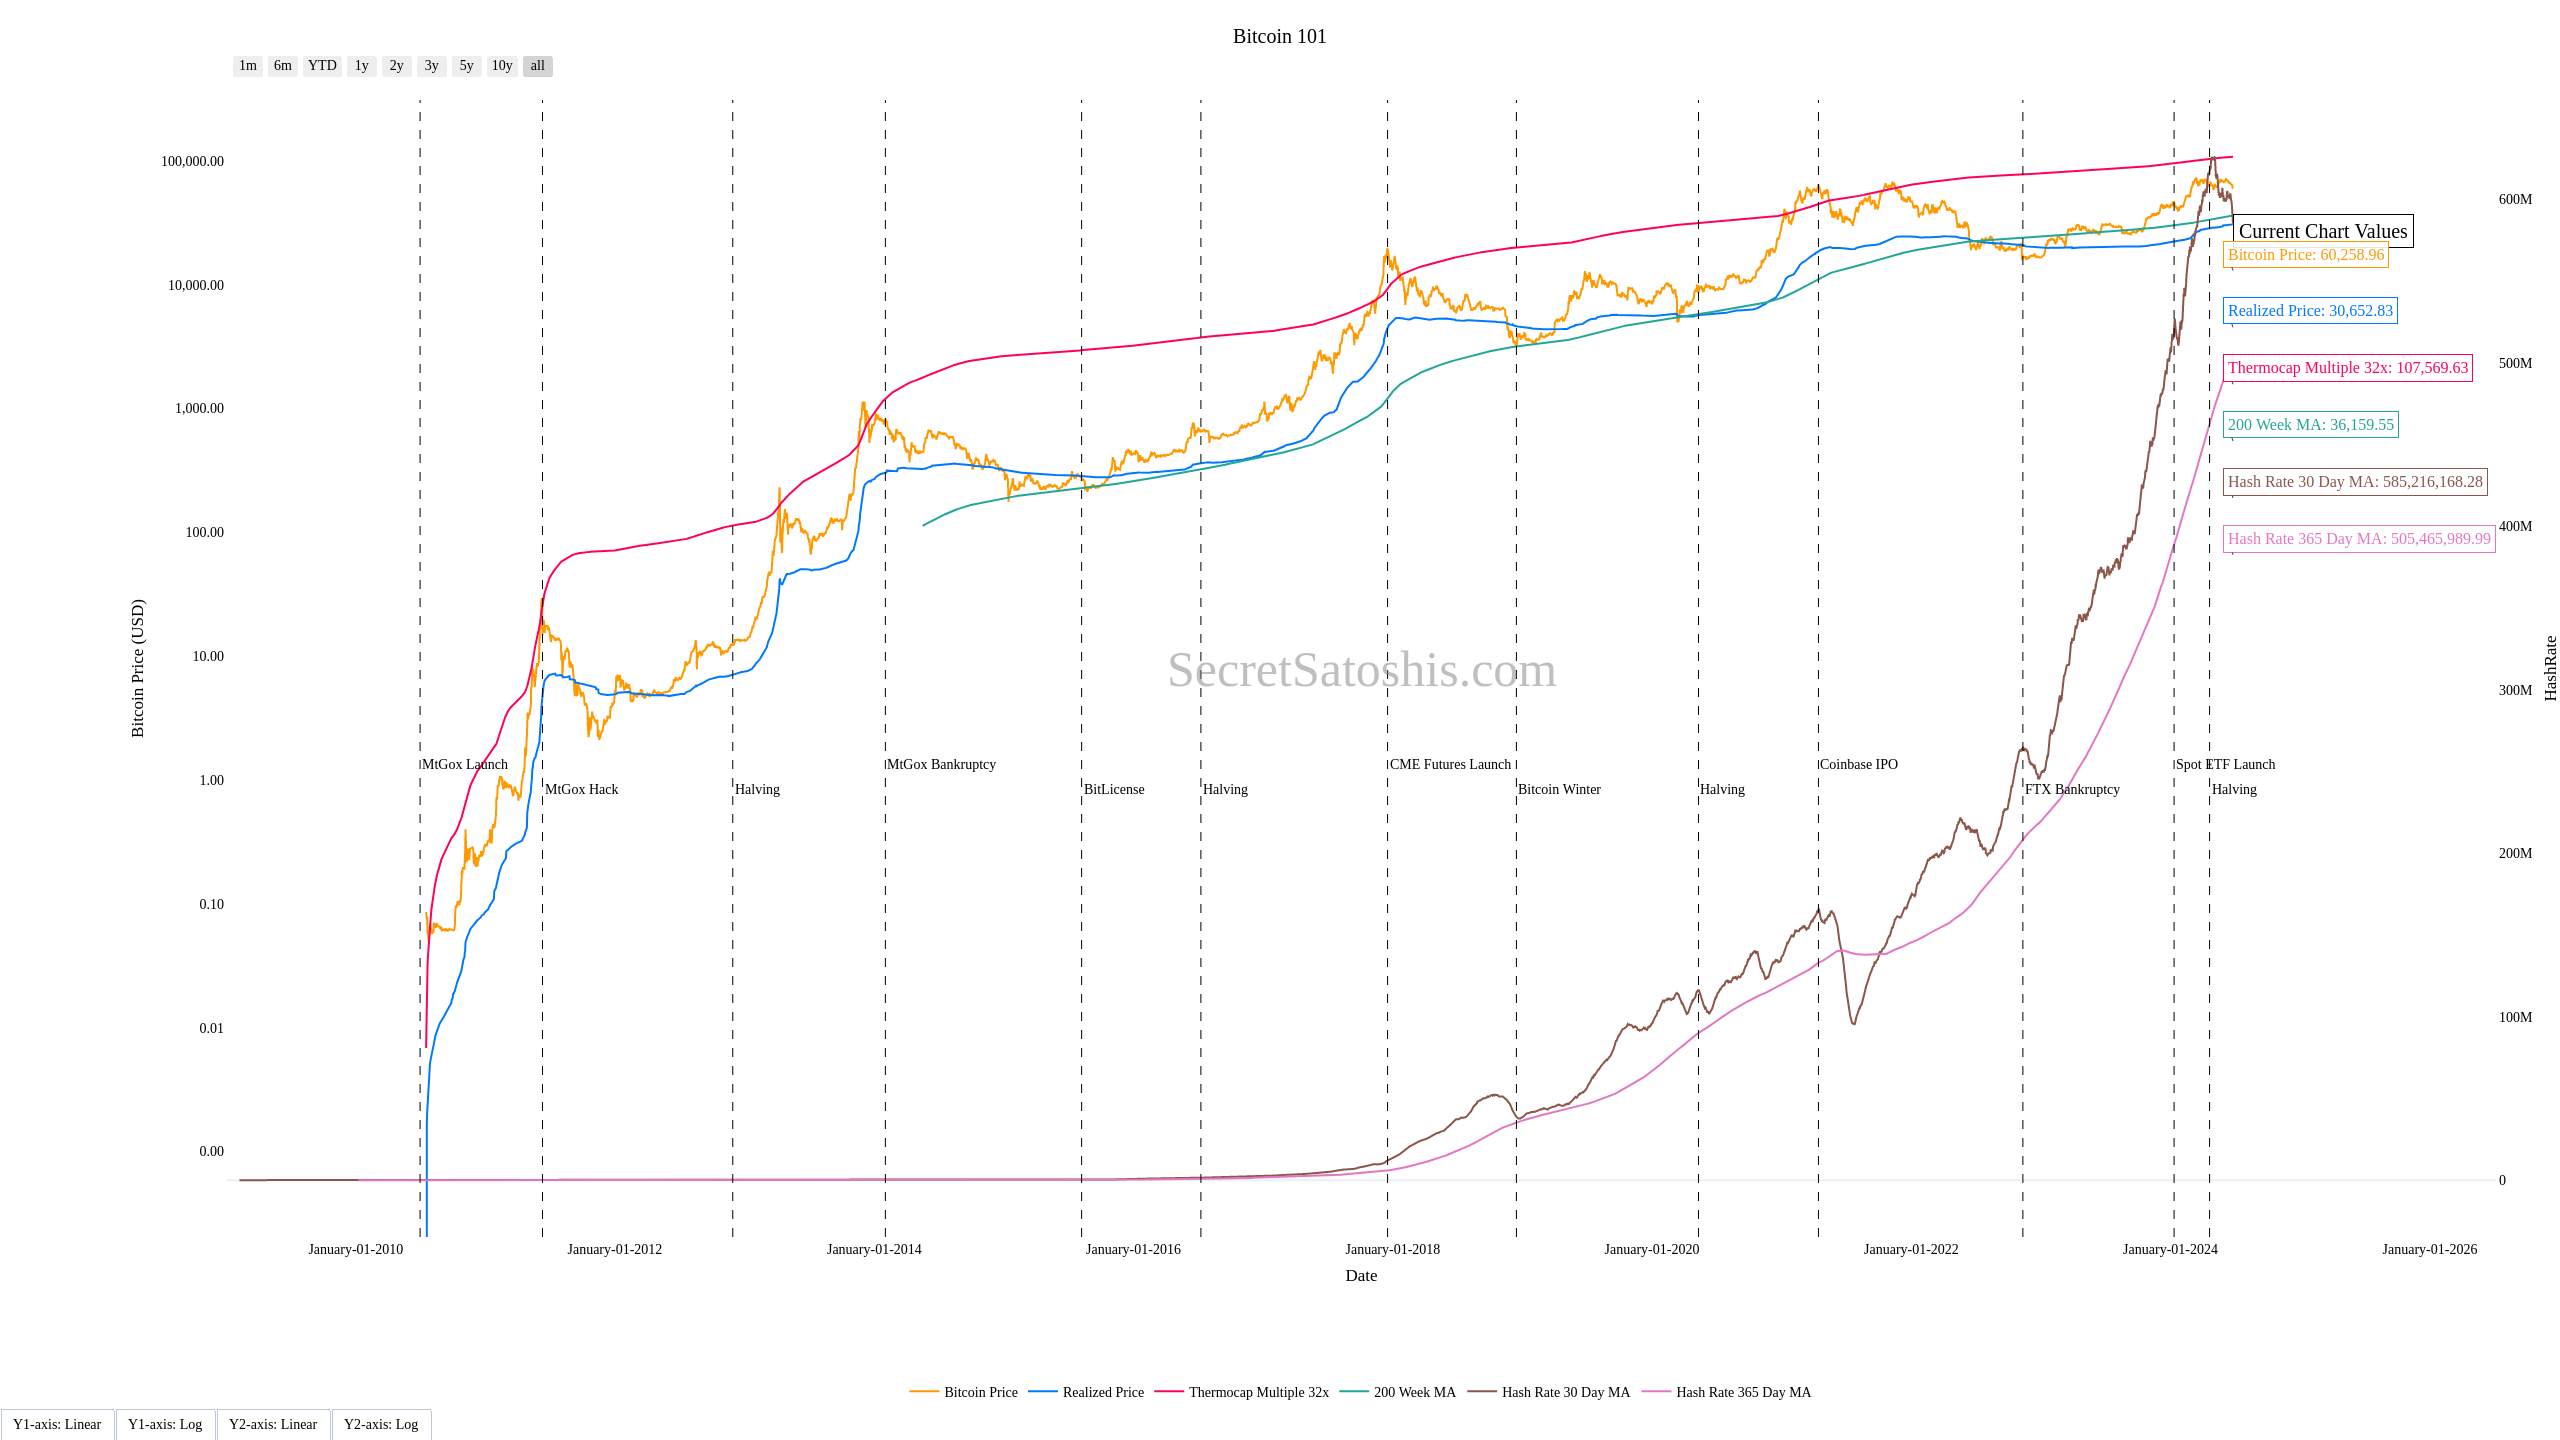 Bitcoin 101
1m 6m YTD 1y 2y 3y 5y 10y all
100,000.00
10,000.00
1,000.00
100.00
10.00
1.00
0.10
0.01
0.00
Bitcoin Price (USD)
600M
500M
400M
300M
200M
100M
0
HashRate
Current Chart Values
Bitcoin Price: 60,258.96
Realized Price: 30,652.83
Thermocap Multiple 32x: 107,569.63
200 Week MA: 36,159.55
Hash Rate 30 Day MA: 585,216,168.28
Hash Rate 365 Day MA: 505,465,989.99
SecretSatoshis.com
MtGox Launch
MtGox Hack
Halving
MtGox Bankruptcy
BitLicense
Halving
CME Futures Launch
Bitcoin Winter
Halving
Coinbase IPO
FTX Bankruptcy
Spot ETF Launch
Halving
January-01-2010 January-01-2012 January-01-2014 January-01-2016 January-01-2018 January-01-2020 January-01-2022 January-01-2024 January-01-2026
Date
Bitcoin Price Realized Price Thermocap Multiple 32x 200 Week MA Hash Rate 30 Day MA Hash Rate 365 Day MA
Y1-axis: Linear Y1-axis: Log Y2-axis: Linear Y2-axis: Log